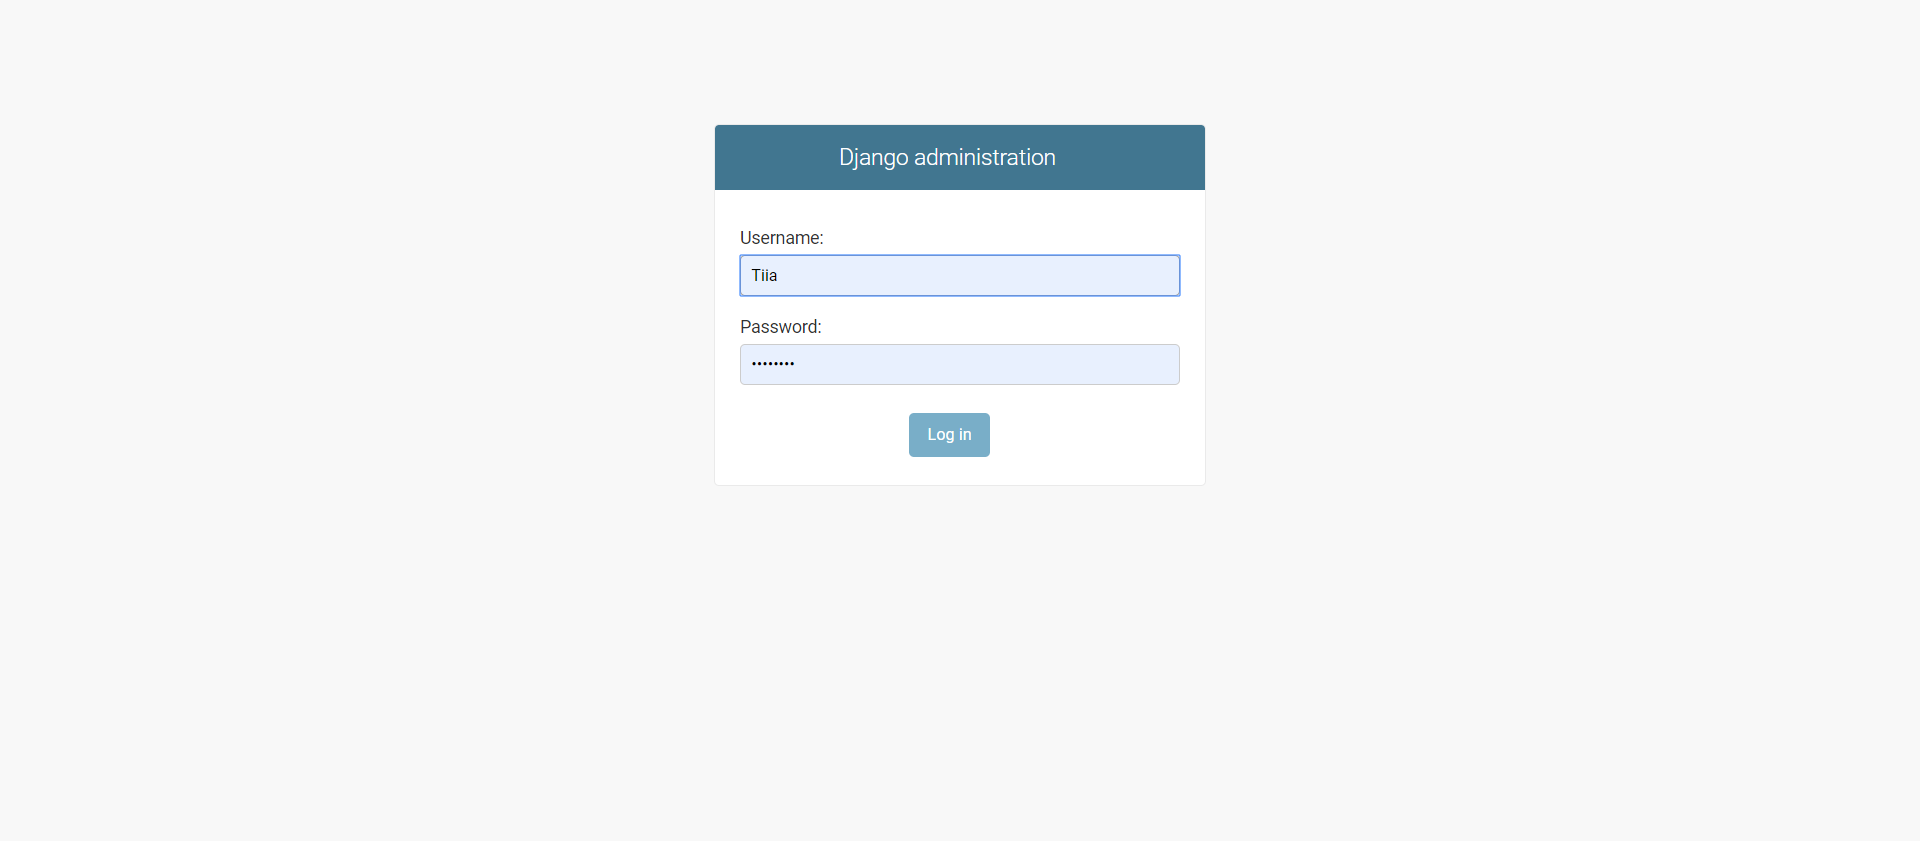 Django administration
Username:
Tiia
Password:
••••••••
Log in